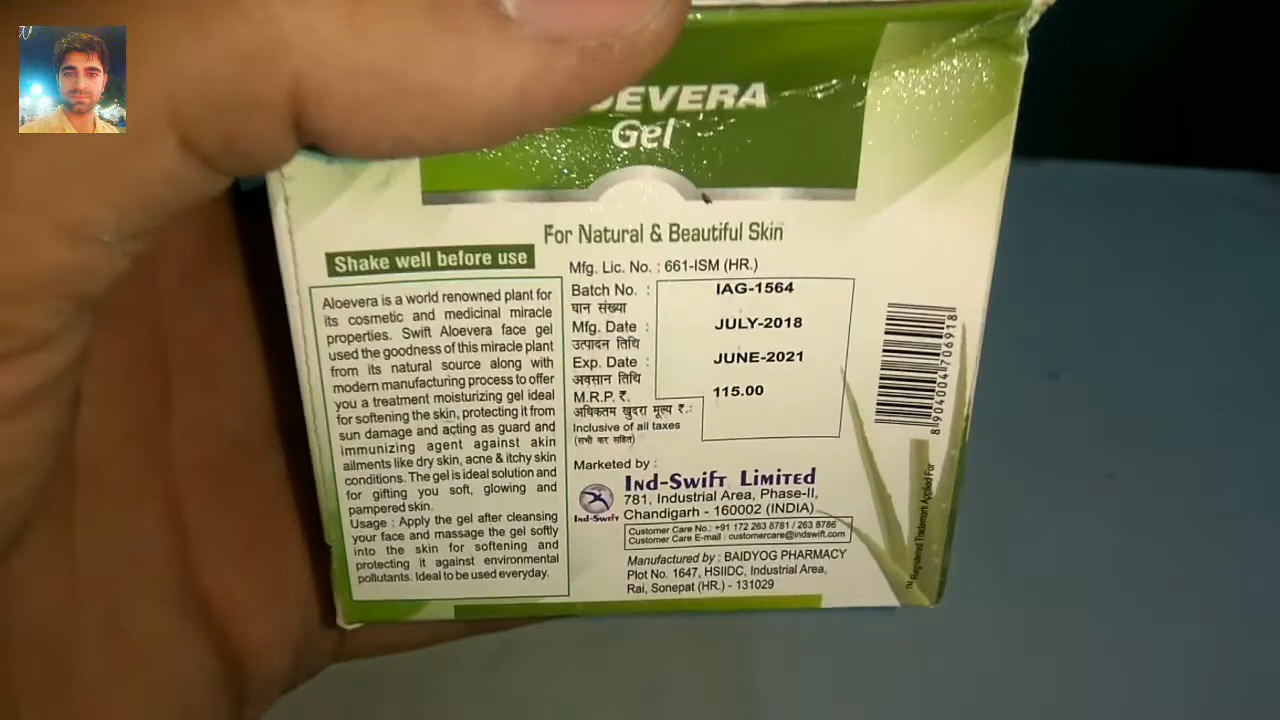 EVERA
Gel
For Natural & Beautiful Skin
Shake well before use
Aloevera is a world renowned plant for
its cosmetic and medicinal miracle
properties. Swift Aloevera face gel
used the goodness of this miracle plant
from its natural source along with
modern manufacturing process to offer
you a treatment moisturizing gel ideal
for softening the skin, protecting it from
sun damage and acting as guard and
immunizing agent against akin
ailments like dry skin, acne & itchy skin
conditions. The gel is ideal solution and
for gifting you soft, glowing and
pampered skin.
Usage : Apply the gel after cleansing
your face and massage the gel softly
into the skin for softening and
protecting it against environmental
pollutants. Ideal to be used everyday.
Mfg. Lic. No. : 661-ISM (HR.)
Batch No. : IAG-1564
घान संख्या
Mfg. Date : JULY-2018
उत्पादन तिथि
Exp. Date : JUNE-2021
अवसान तिथि
M.R.P. ₹. 115.00
अधिकतम खुदरा मूल्य ₹.:
Inclusive of all taxes
(सभी कर सहित)
Marketed by :
Ind-Swift Limited
Ind-Swift
781, Industrial Area, Phase-II,
Chandigarh - 160002 (INDIA)
Customer Care No.: +91 172 263 8781 / 263 8786
Customer Care E-mail : customercare@indswift.com
Manufactured by : BAIDYOG PHARMACY
Plot No. 1647, HSIIDC, Industrial Area,
Rai, Sonepat (HR.) - 131029
8 904004 706918
TM Registered Trademark Applied For